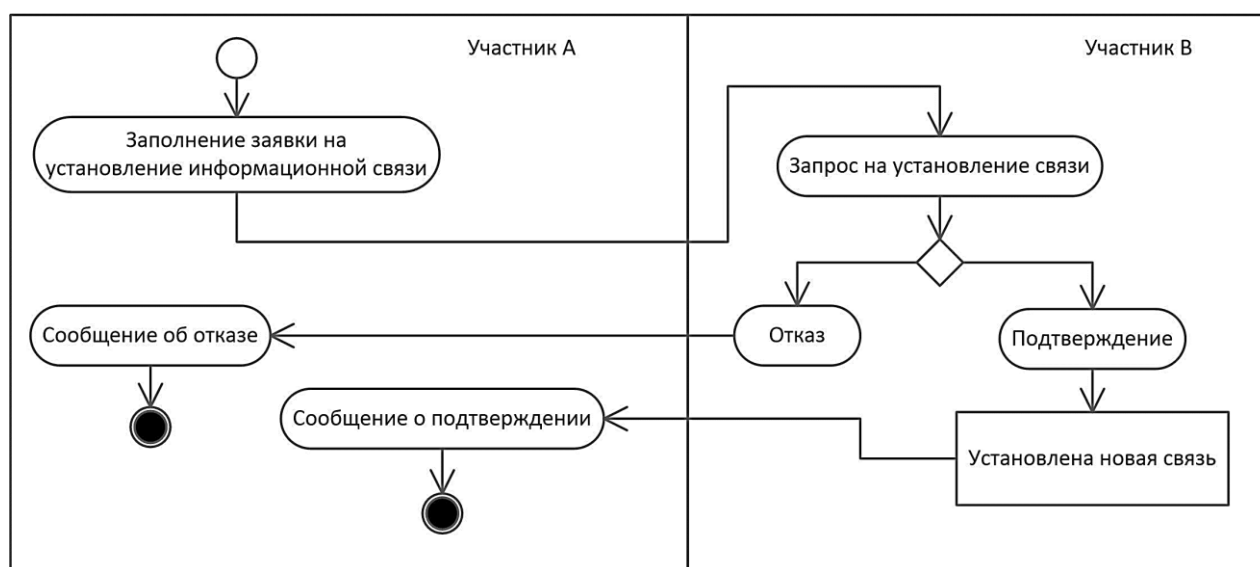 Участник А
Участник В
Заполнение заявки на
установление информационной связи
Запрос на установление связи
Сообщение об отказе
Отказ
Подтверждение
Сообщение о подтверждении
Установлена новая связь